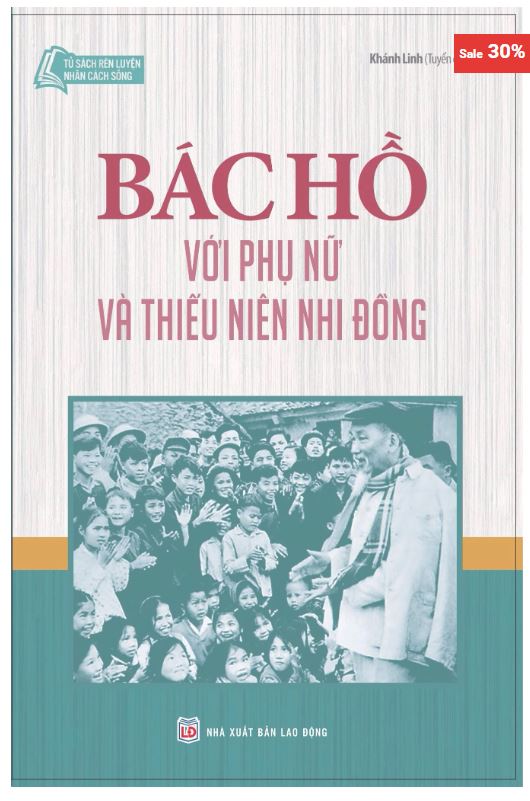 TỦ SÁCH RÈN LUYỆN
NHÂN CÁCH SỐNG
Khánh Linh (Tuyển
Sale 30%
BÁC HỒ
VỚI PHỤ NỮ
VÀ THIẾU NIÊN NHI ĐỒNG
LĐ
NHÀ XUẤT BẢN LAO ĐỘNG